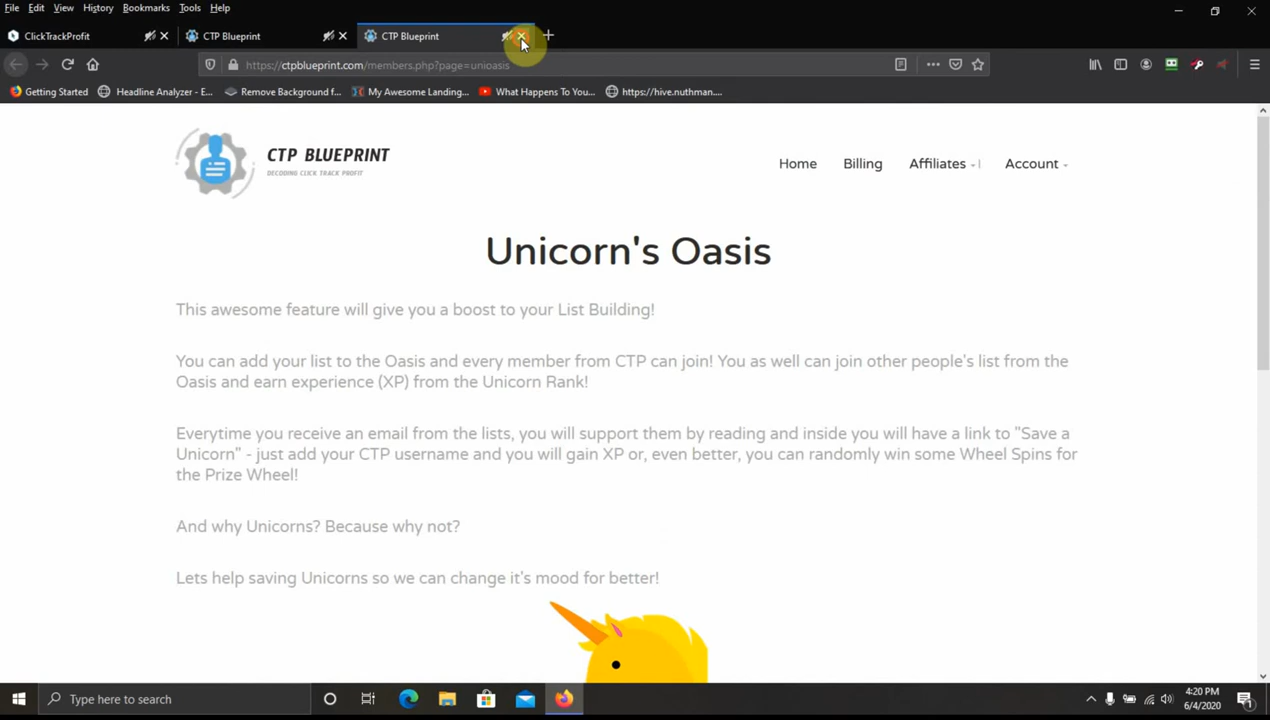 File Edit View History Bookmarks Tools Help
ClickTrackProfit CTP Blueprint CTP Blueprint
https://ctpblueprint.com/members.php?page=unioasis
Getting Started Headline Analyzer - E... Remove Background f... My Awesome Landing... What Happens To You... https://hive.nuthman....
CTP BLUEPRINT
DECODING CLICK TRACK PROFIT
Home Billing Affiliates Account
Unicorn's Oasis
This awesome feature will give you a boost to your List Building!
You can add your list to the Oasis and every member from CTP can join! You as well can join other people's list from the
Oasis and earn experience (XP) from the Unicorn Rank!
Everytime you receive an email from the lists, you will support them by reading and inside you will have a link to "Save a
Unicorn" - just add your CTP username and you will gain XP or, even better, you can randomly win some Wheel Spins for
the Prize Wheel!
And why Unicorns? Because why not?
Lets help saving Unicorns so we can change it's mood for better!
Type here to search
4:20 PM
6/4/2020
1